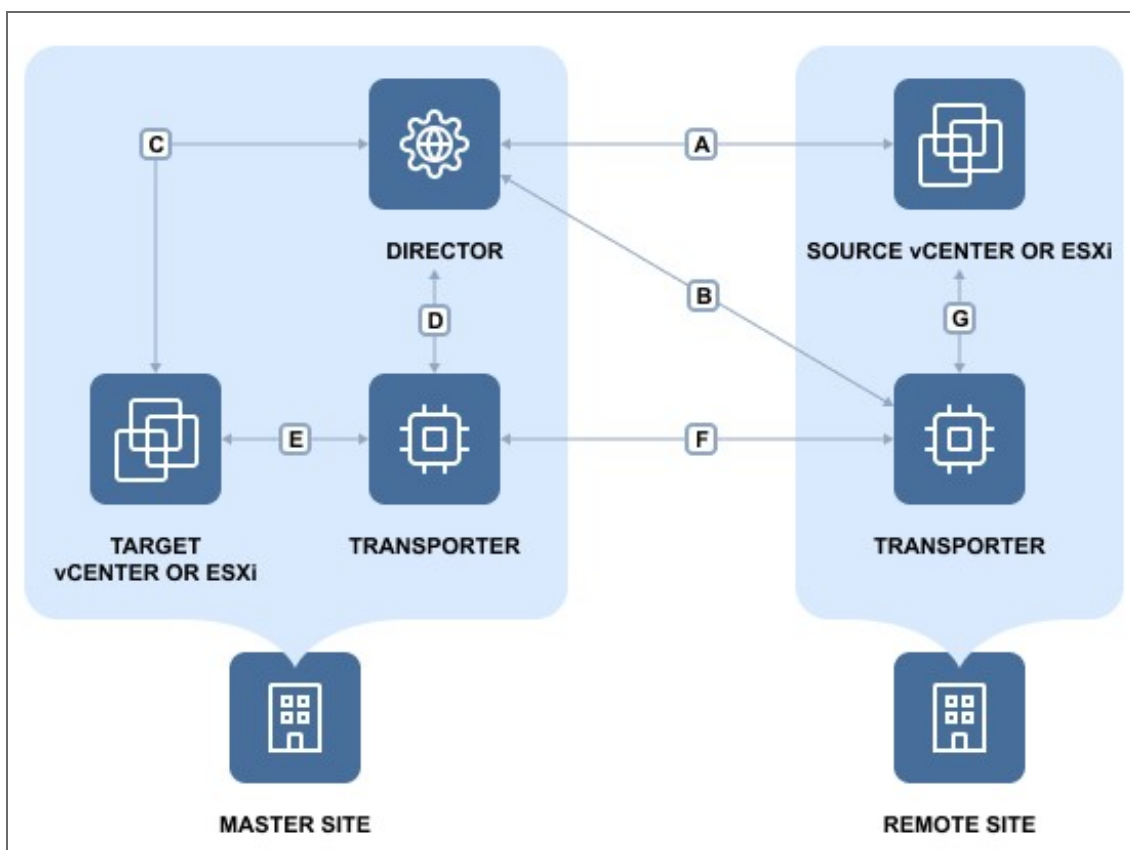 C
A
DIRECTOR
SOURCE vCENTER OR ESXi
B
D
G
E
F
TARGET
vCENTER OR ESXi
TRANSPORTER
TRANSPORTER
MASTER SITE
REMOTE SITE